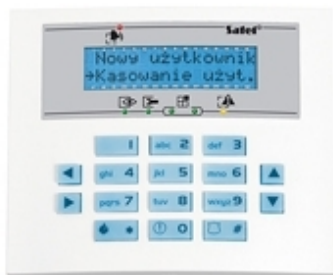 Satel
Nowy użytkownik
→Kasowanie użyt.
1
abc 2
def 3
ghi 4
jkl 5
mno 6
pqrs 7
tuv 8
wxyz 9
*
0
#